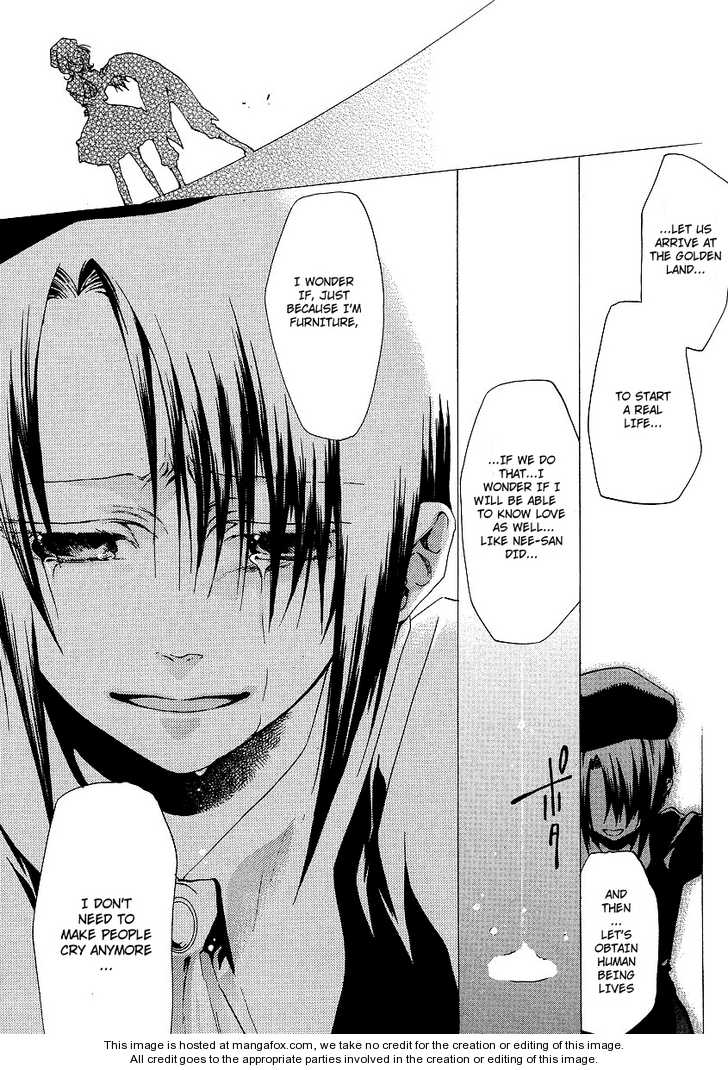 ...LET US
ARRIVE AT
THE GOLDEN
LAND...
TO START
A REAL
LIFE...
AND
THEN
...
LET'S
OBTAIN
HUMAN
BEING
LIVES
...IF WE DO
THAT...I
WONDER IF I
WILL BE ABLE
TO KNOW LOVE
AS WELL...
LIKE NEE-SAN
DID...
I WONDER
IF, JUST
BECAUSE I'M
FURNITURE,
I DON'T
NEED TO
MAKE PEOPLE
CRY ANYMORE
...
This image is hosted at mangafox.com, we take no credit for the creation or editing of this image.
All credit goes to the appropriate parties involved in the creation or editing of this image.